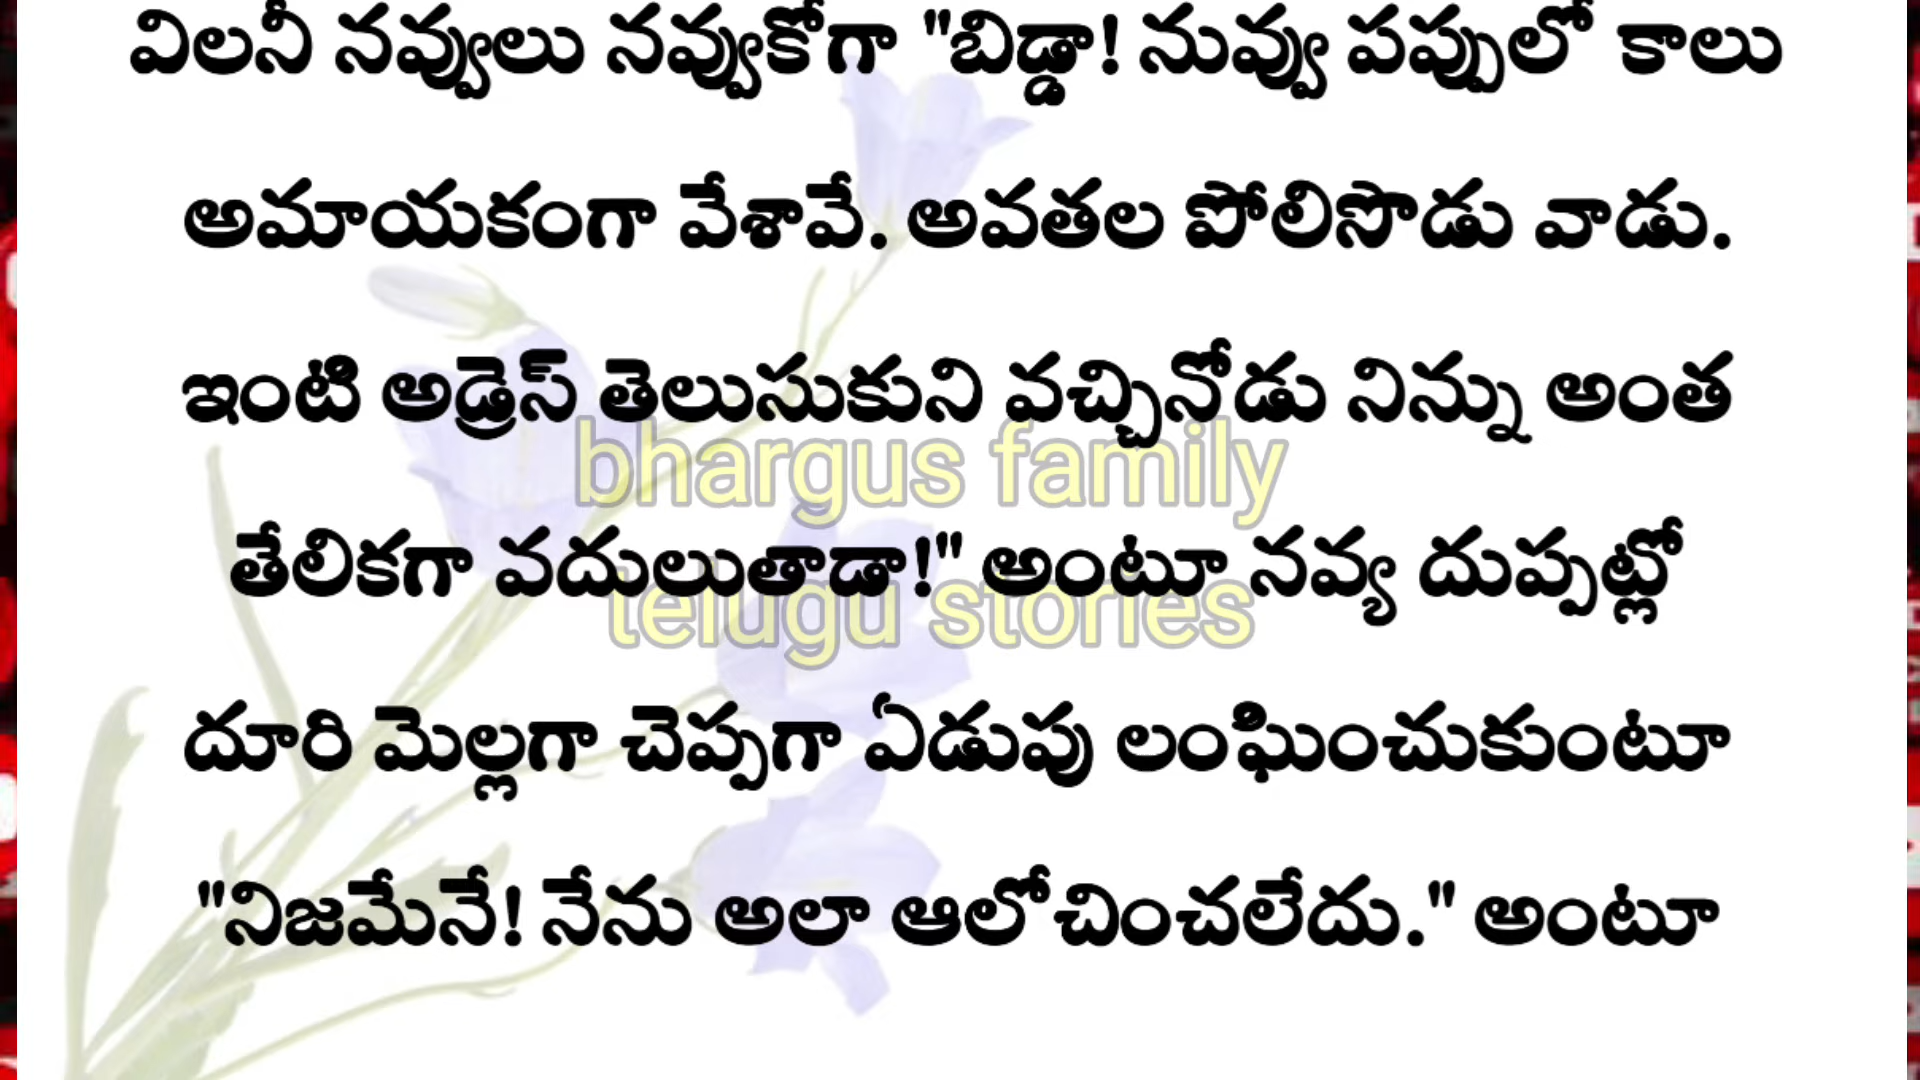 విలనీ నవ్వులు నవ్వుకోగా "బిడ్డా! నువ్వు పప్పులో కాలు
అమాయకంగా వేశావే. అవతల పోలిసొడు వాడు.
ఇంటి అడ్రెస్ తెలుసుకుని వచ్చినోడు నిన్ను అంత
bhargus family
తేలికగా వదులుతాడా!" అంటూ నవ్య దుప్పట్లో
telugu stories
దూరి మెల్లగా చెప్పగా ఏడుపు లంఘించుకుంటూ
"నిజమేనే! నేను అలా ఆలోచించలేదు." అంటూ